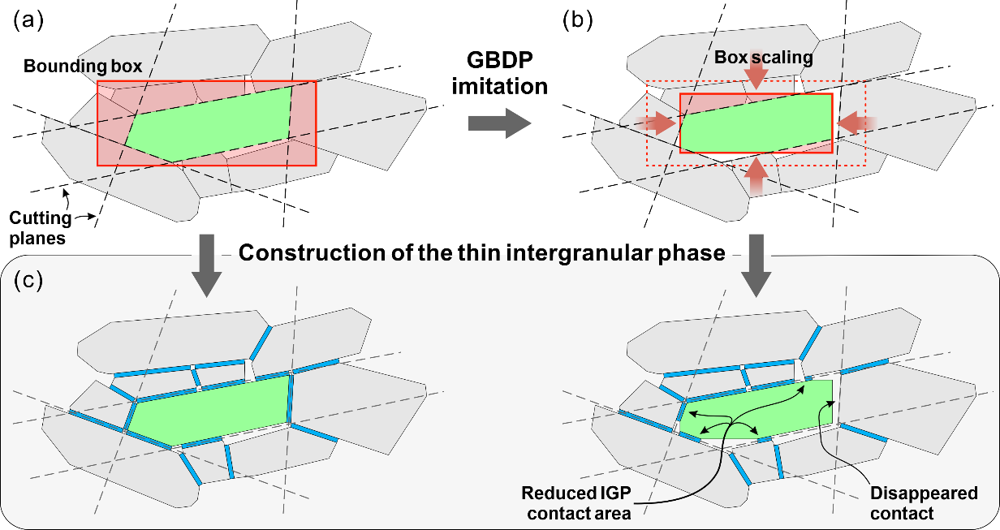 (a)
Bounding box
GBDP
imitation
(b)
Box scaling
Cutting
planes
Construction of the thin intergranular phase
(c)
Reduced IGP
contact area
Disappeared
contact